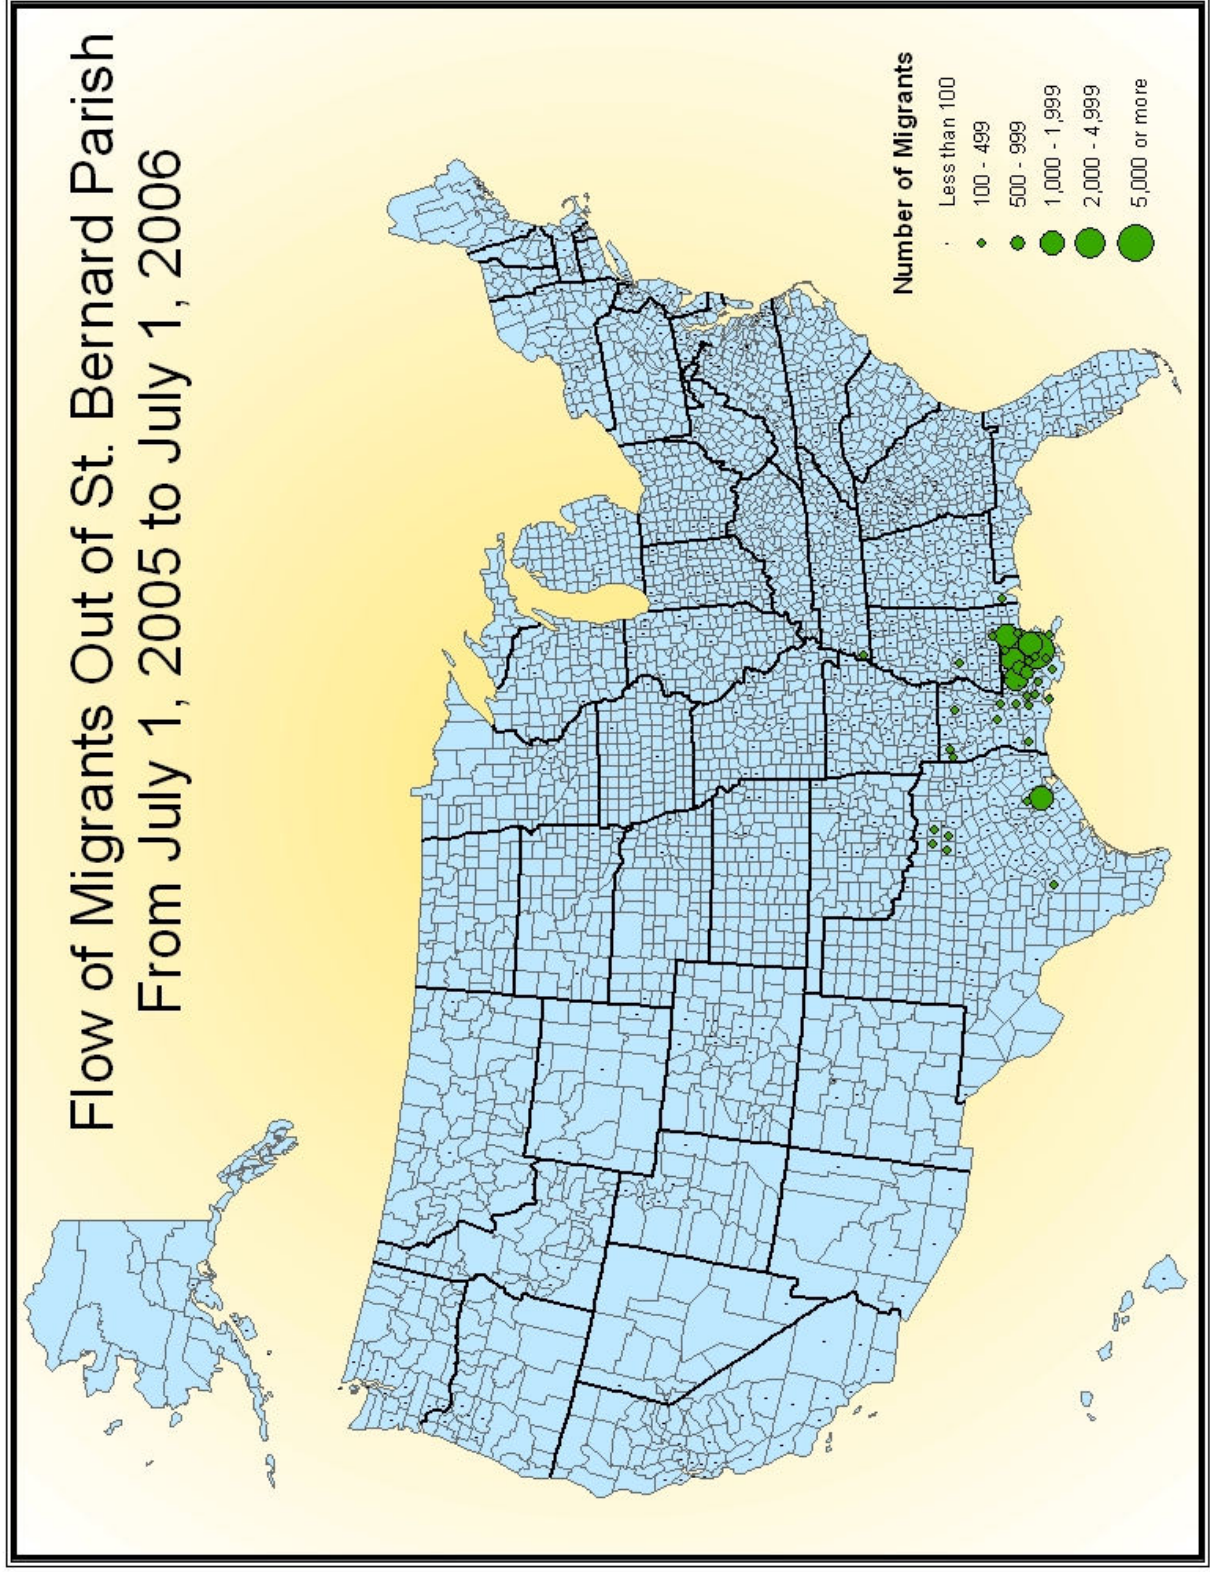 Flow of Migrants Out of St. Bernard Parish
From July 1, 2005 to July 1, 2006
Number of Migrants
Less than 100
100 - 499
500 - 999
1,000 - 1,999
2,000 - 4,999
5,000 or more